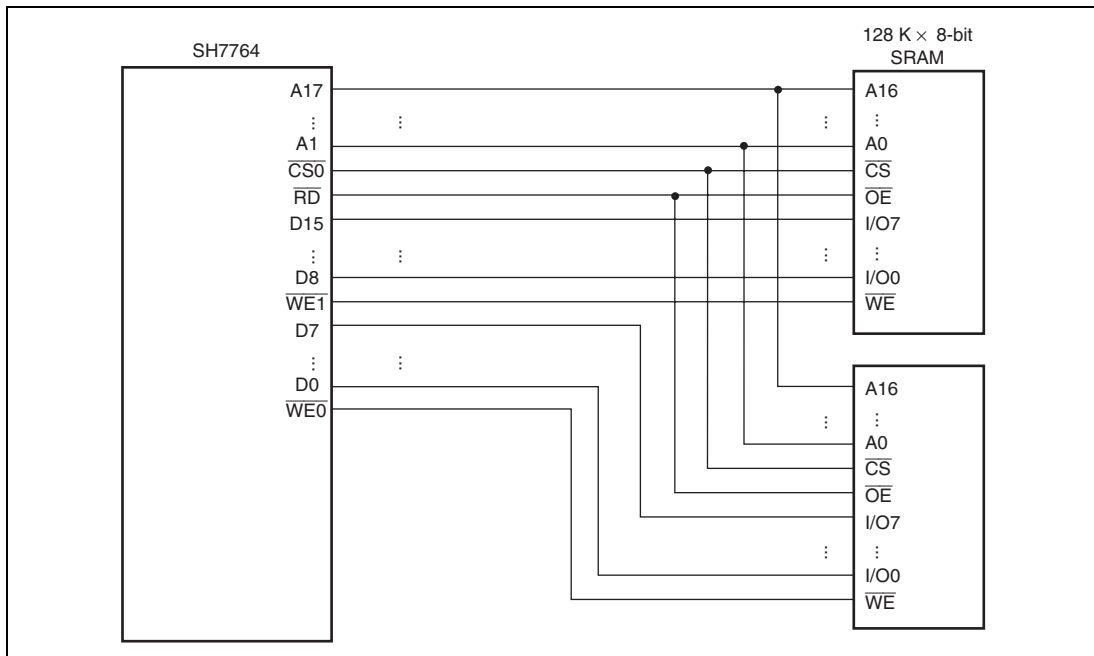 SH7764
A17
⋮
A1
CS0
RD
D15
⋮
D8
WE1
D7
⋮
D0
WE0
⋮
⋮
⋮
128 K × 8-bit
SRAM
⋮
⋮
A16
⋮
A0
CS
OE
I/O7
⋮
I/O0
WE
⋮
⋮
A16
⋮
A0
CS
OE
I/O7
⋮
I/O0
WE